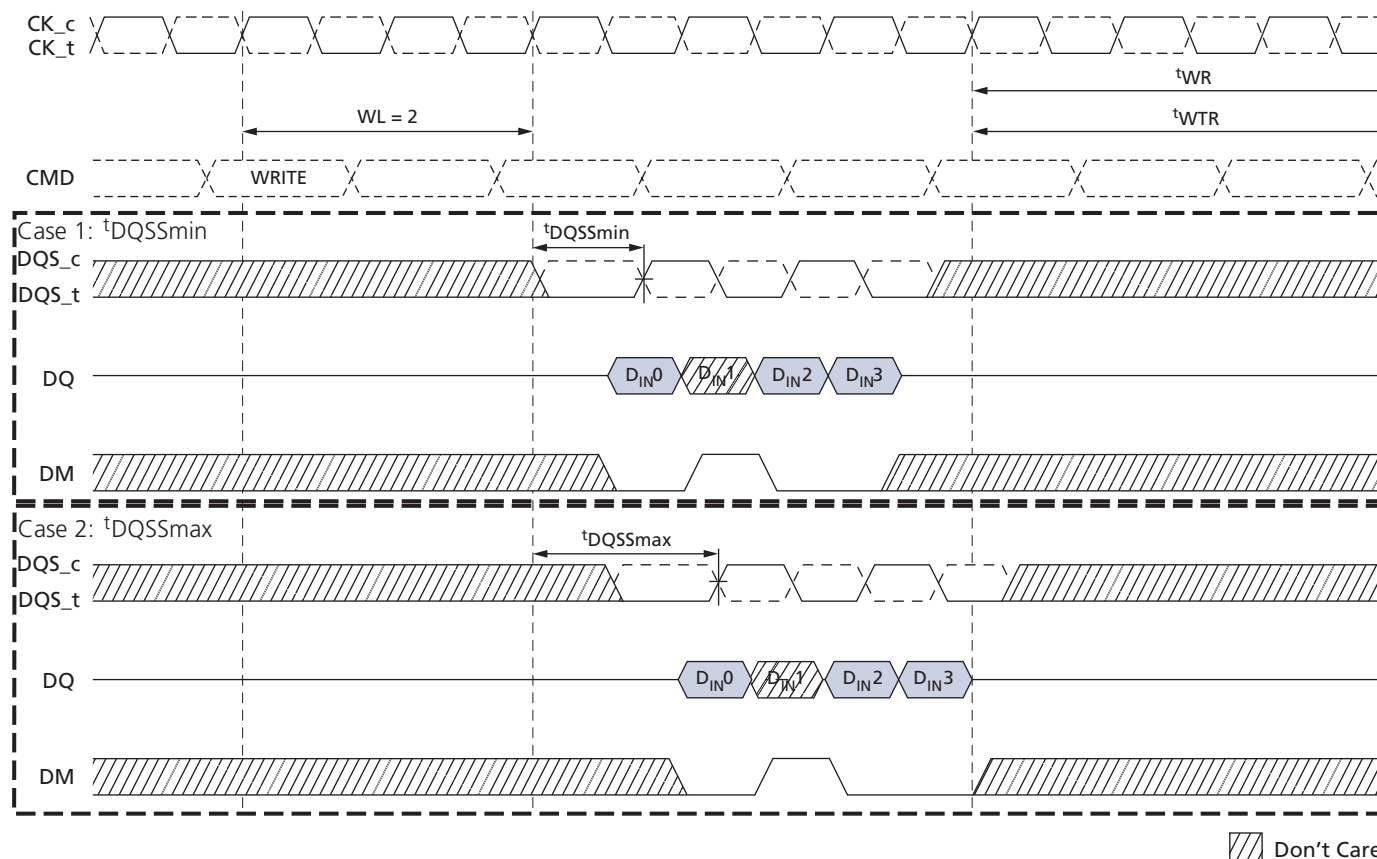 CK_c
CK_t
tWR
WL = 2
tWTR
CMD
WRITE
Case 1: tDQSSmin
tDQSSmin
DQS_c
DQS_t
DQ
DIN0
DIN1
DIN2
DIN3
DM
Case 2: tDQSSmax
tDQSSmax
DQS_c
DQS_t
DQ
DIN0
DIN1
DIN2
DIN3
DM
Don't Care